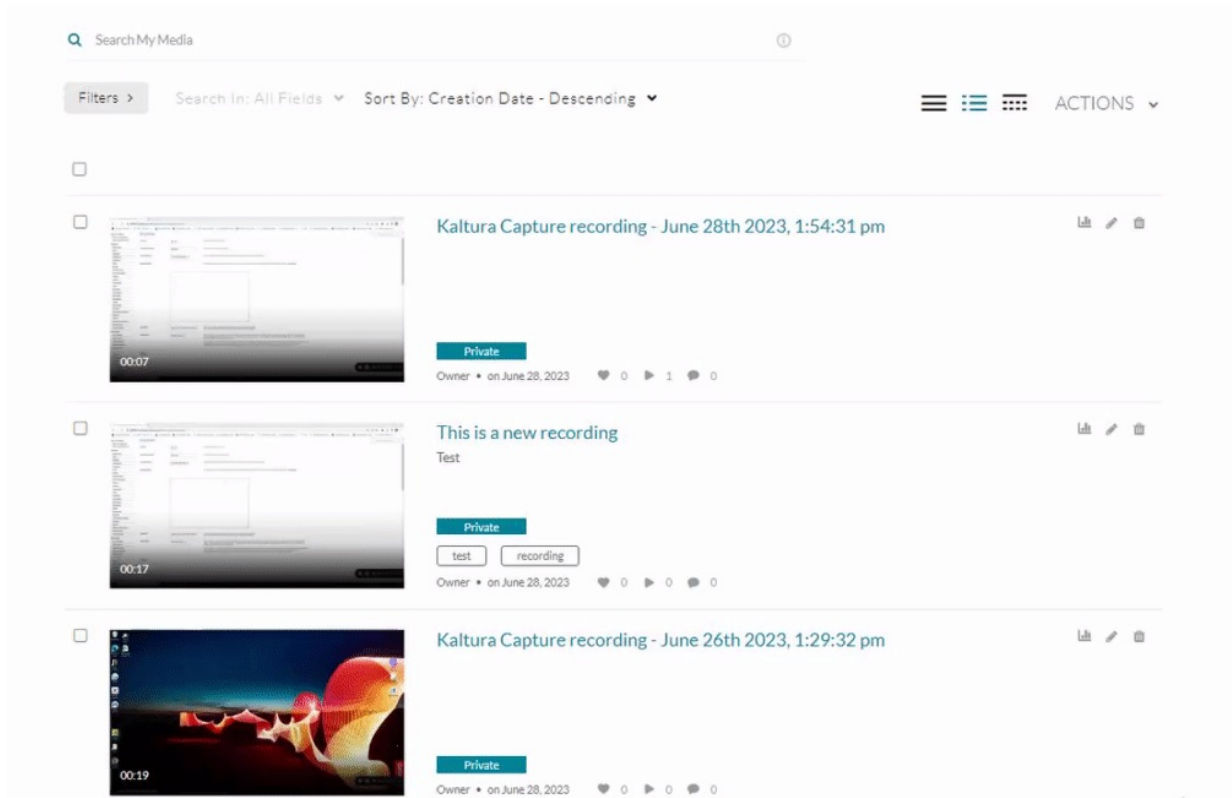 Search My Media
Filters > Search In: All Fields Sort By: Creation Date - Descending ACTIONS
Kaltura Capture recording - June 28th 2023, 1:54:31 pm
00:07
Private
Owner • on June 28, 2023 0 1 0
This is a new recording
Test
Private
00:17
test recording
Owner • on June 28, 2023 0 0 0
Kaltura Capture recording - June 26th 2023, 1:29:32 pm
Private
00:19
Owner • on June 28, 2023 0 0 0